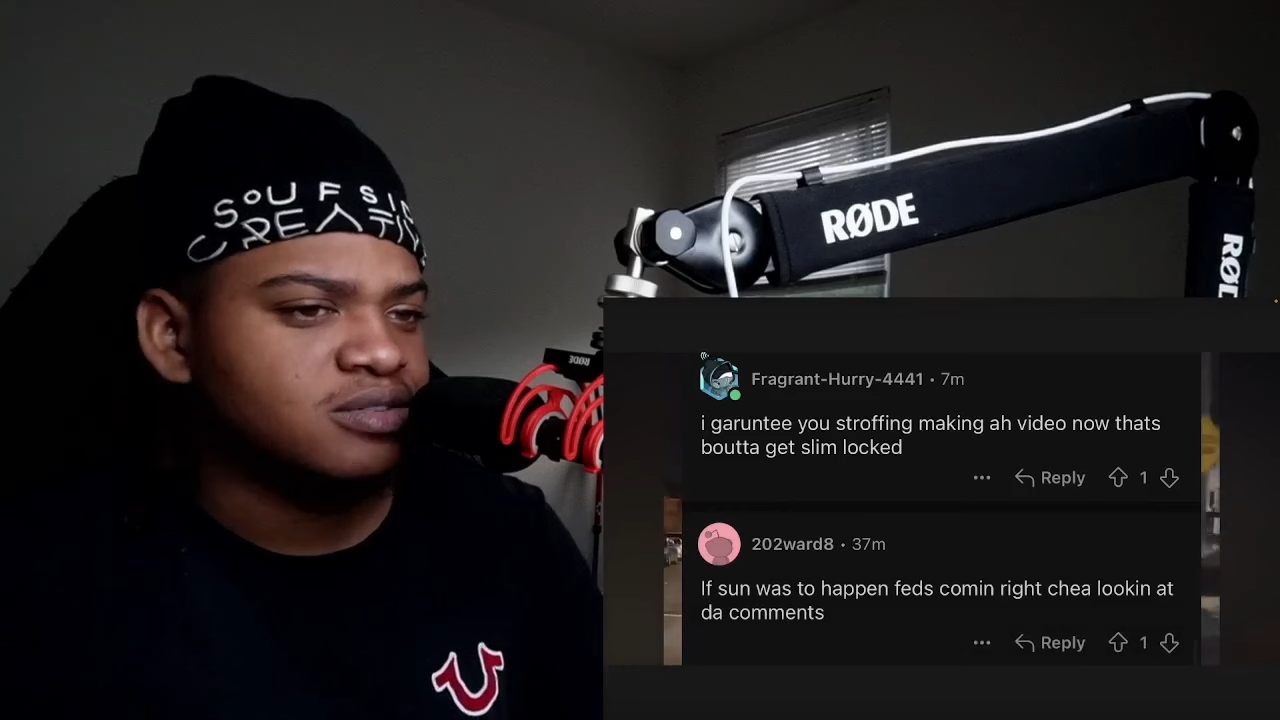 SOUFSIDE
CREATIV
RØDE
RØD
RØDE
Fragrant-Hurry-4441 • 7m
i garuntee you stroffing making ah video now thats
boutta get slim locked
... Reply 1
202ward8 • 37m
If sun was to happen feds comin right chea lookin at
da comments
... Reply 1